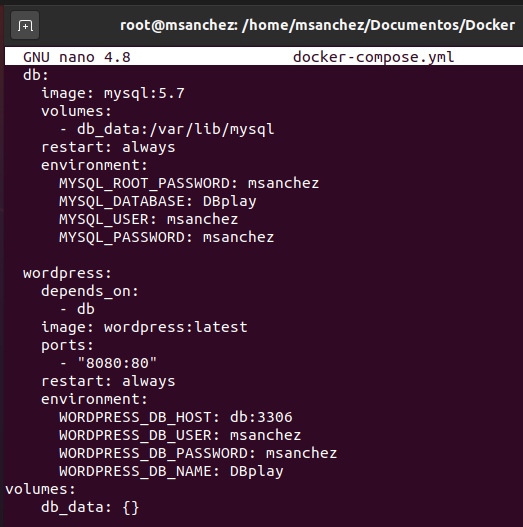 root@msanchez: /home/msanchez/Documentos/Docker
GNU nano 4.8 docker-compose.yml
  db:
    image: mysql:5.7
    volumes:
      - db_data:/var/lib/mysql
    restart: always
    environment:
      MYSQL_ROOT_PASSWORD: msanchez
      MYSQL_DATABASE: DBplay
      MYSQL_USER: msanchez
      MYSQL_PASSWORD: msanchez

  wordpress:
    depends_on:
      - db
    image: wordpress:latest
    ports:
      - "8080:80"
    restart: always
    environment:
      WORDPRESS_DB_HOST: db:3306
      WORDPRESS_DB_USER: msanchez
      WORDPRESS_DB_PASSWORD: msanchez
      WORDPRESS_DB_NAME: DBplay
volumes:
    db_data: {}